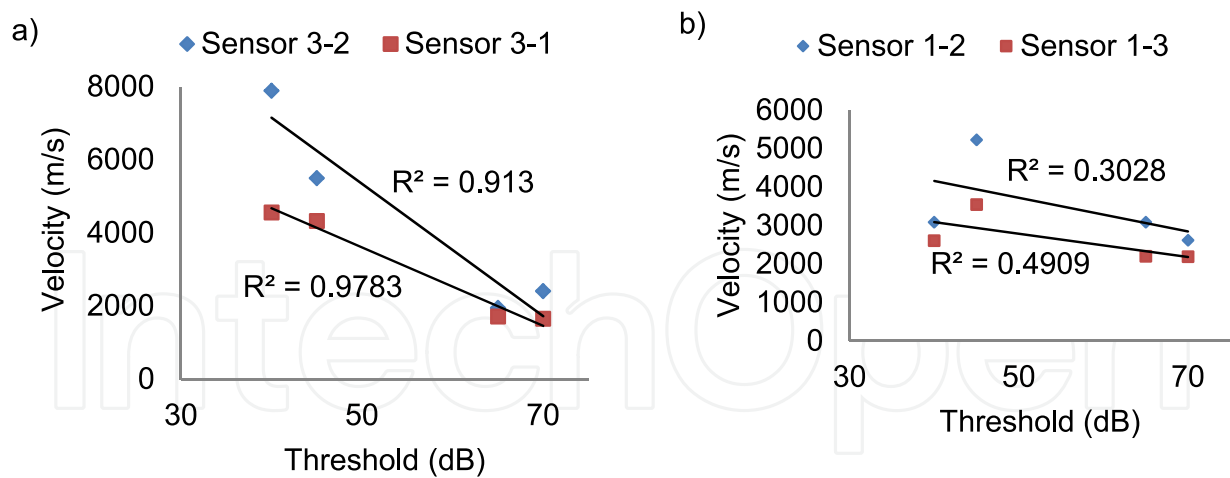 a)
Sensor 3-2 Sensor 3-1
8000
6000
4000
2000
0
Velocity (m/s)
R² = 0.913
R² = 0.9783
30 50 70
Threshold (dB)
b)
Sensor 1-2 Sensor 1-3
6000
5000
4000
3000
2000
1000
0
Velocity (m/s)
R² = 0.3028
R² = 0.4909
30 50 70
Threshold (dB)
IntechOpen